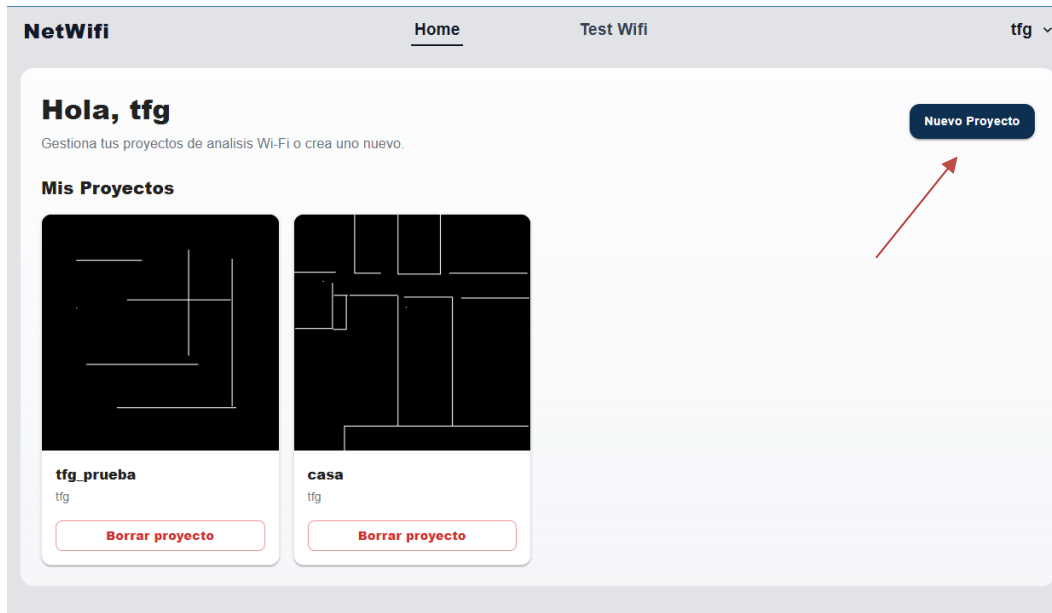 NetWifi Home Test Wifi tfg
Hola, tfg
Nuevo Proyecto
Gestiona tus proyectos de analisis Wi-Fi o crea uno nuevo.
Mis Proyectos
tfg_prueba
tfg
Borrar proyecto
casa
tfg
Borrar proyecto